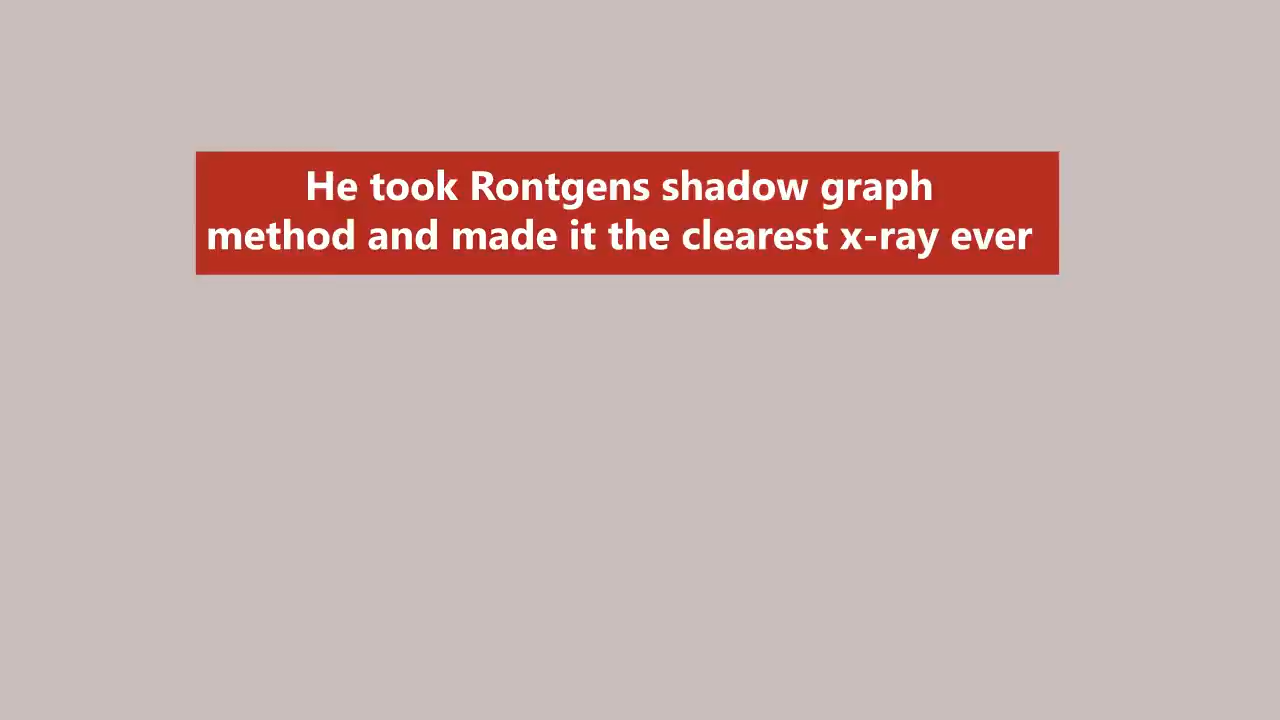 He took Rontgens shadow graph
method and made it the clearest x-ray ever